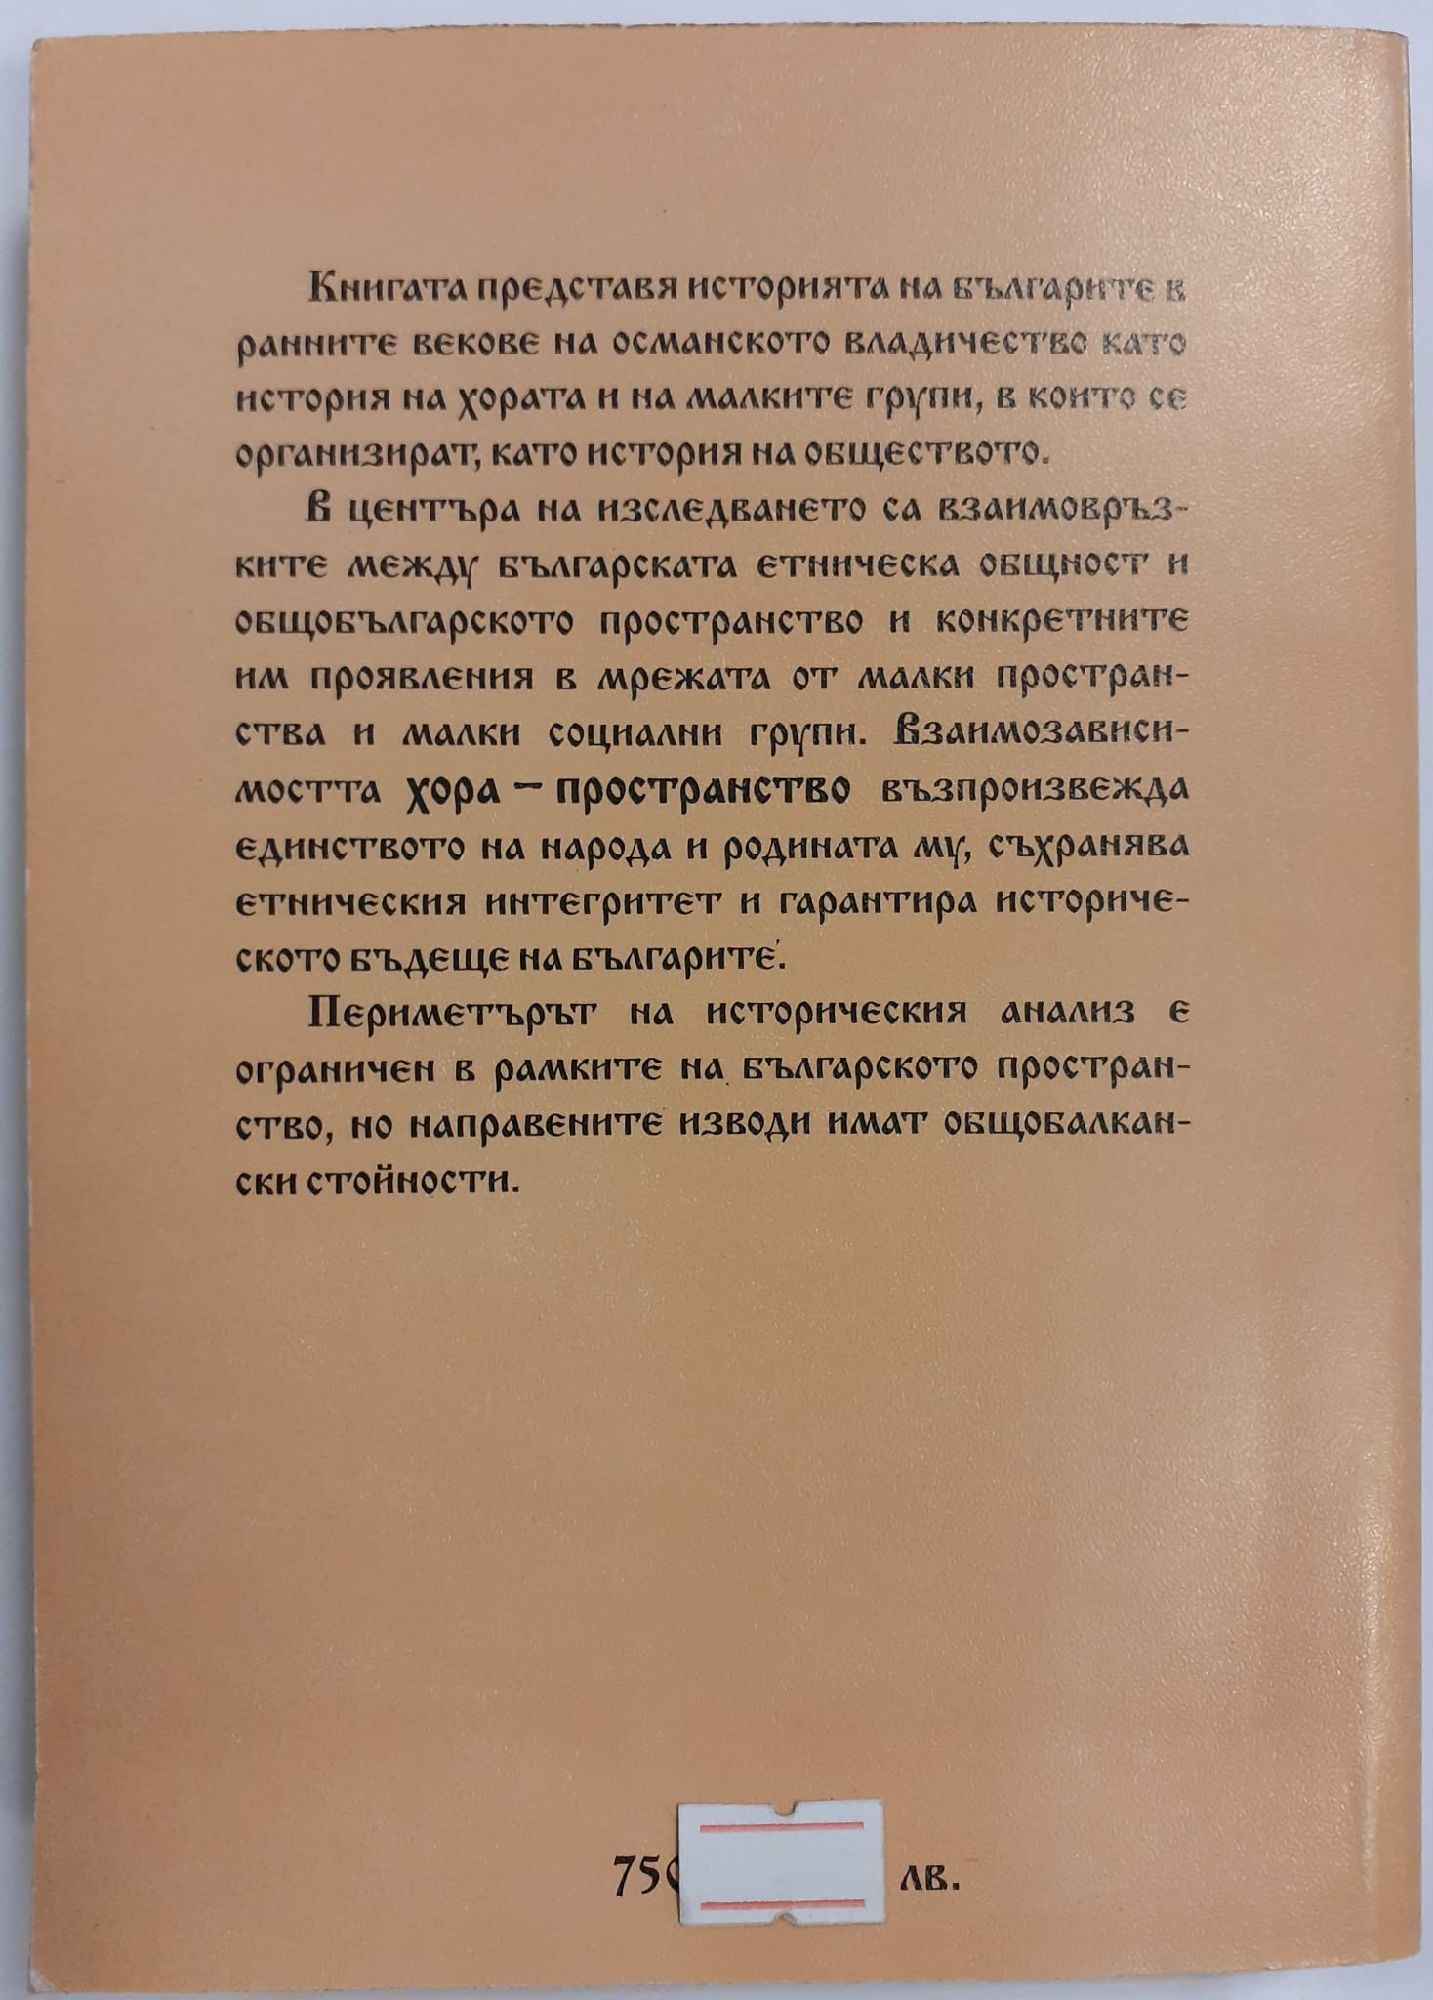 Книгата представя историята на българите в
ранните векове на османското владичество като
история на хората и на малките групи, в които се
организират, като история на обществото.
В центъра на изследването са взаимовръз-
ките между българската етническа общност и
общобългарското пространство и конкретните
им проявления в мрежата от малки простран-
ства и малки социални групи. Взаимозависи-
мостта хора – пространство възпроизвежда
единството на народа и родината му, съхранява
етническия интегритет и гарантира историче-
ското бъдеще на българите.
Периметърът на историческия анализ е
ограничен в рамките на българското простран-
ство, но направените изводи имат общобалкан-
ски стойности.
75 лв.